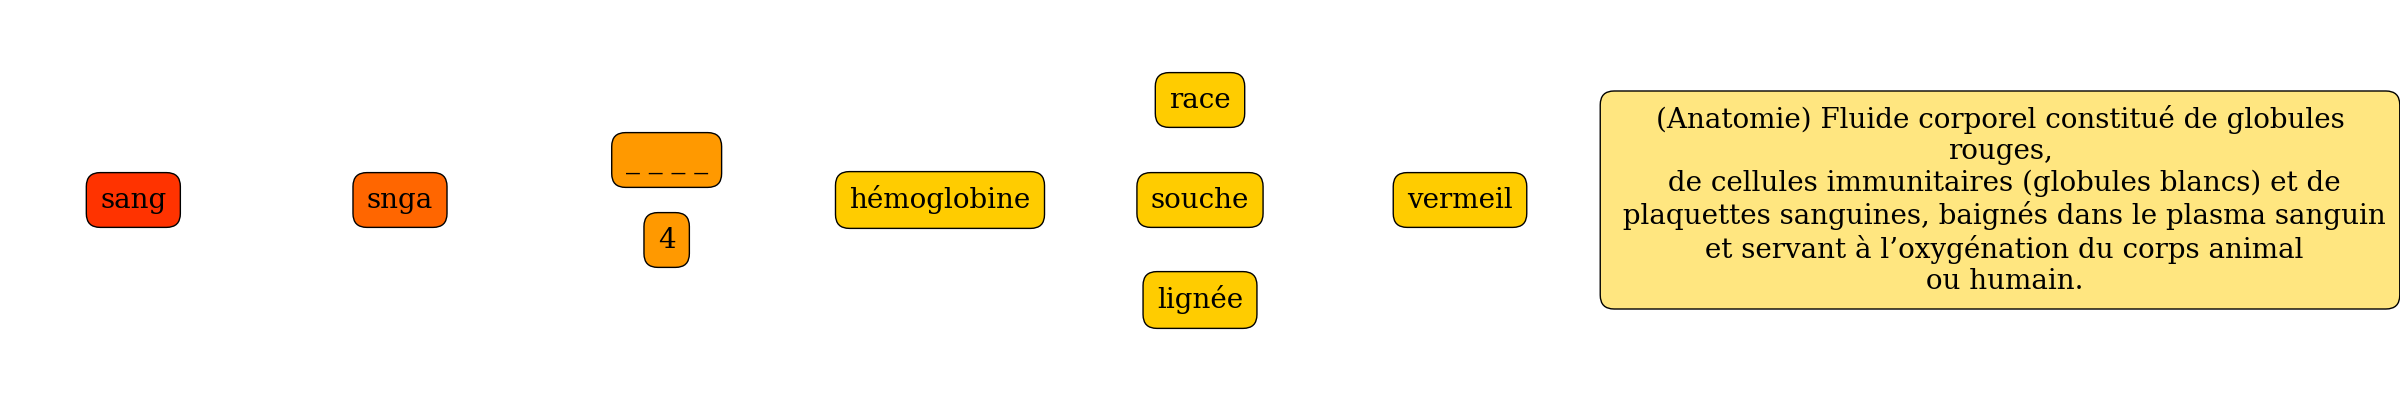 sang
snga
_ _ _ _
4
hémoglobine
race
souche
lignée
vermeil
(Anatomie) Fluide corporel constitué de globules
rouges,
de cellules immunitaires (globules blancs) et de
plaquettes sanguines, baignés dans le plasma sanguin
et servant à l’oxygénation du corps animal
ou humain.